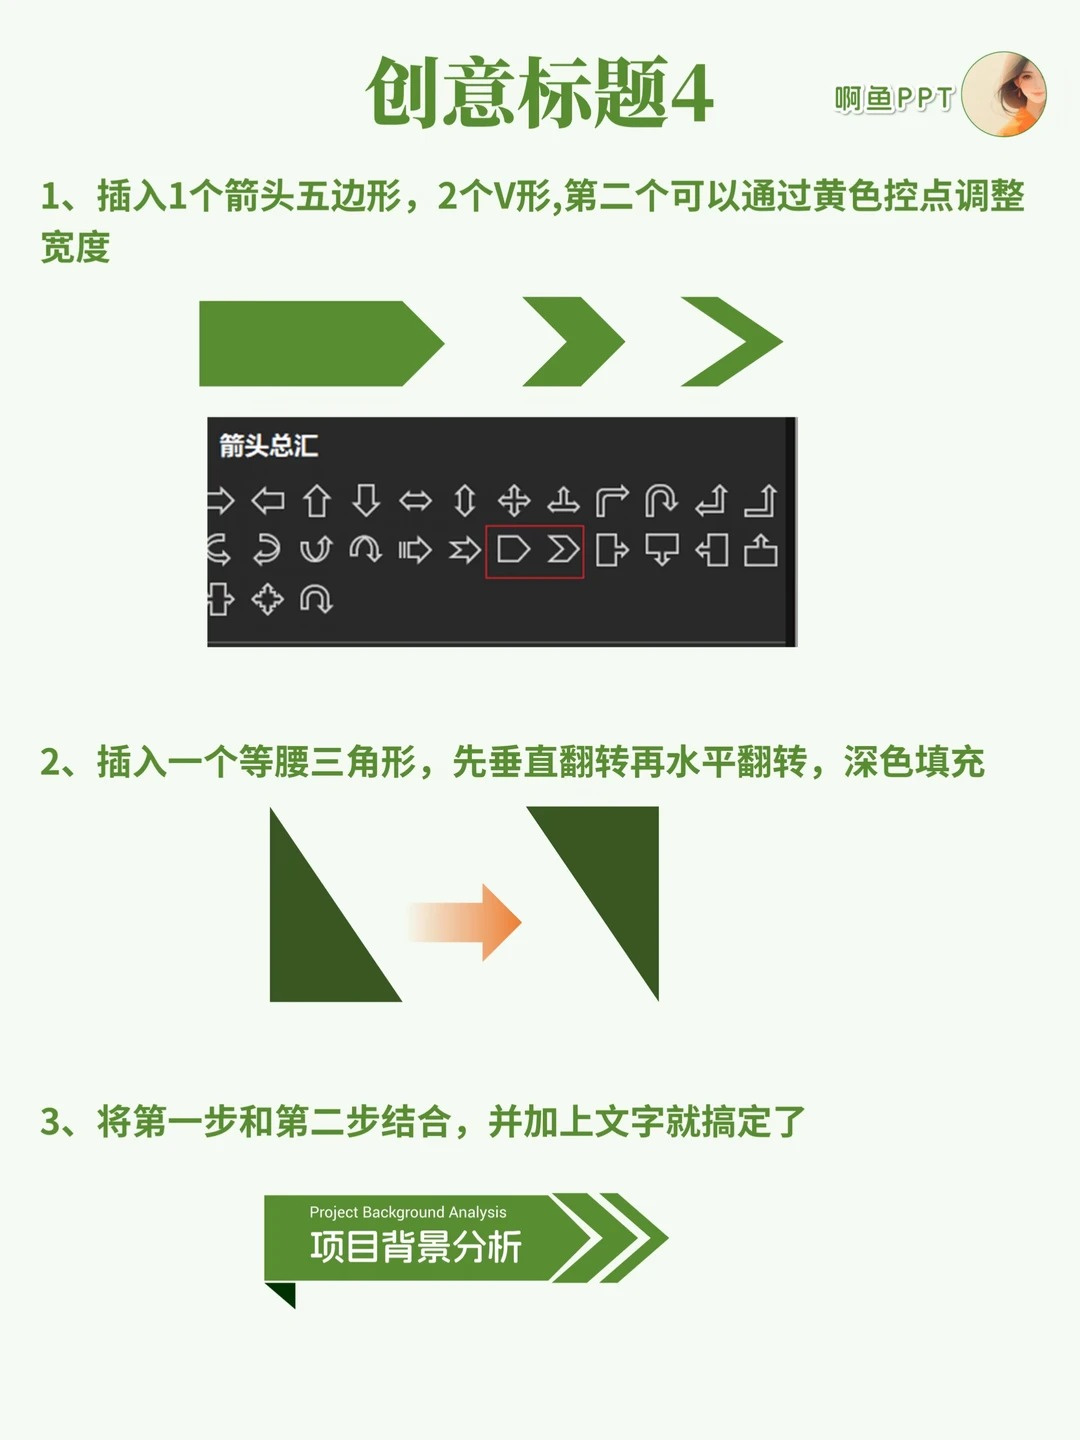 创意标题4
啊鱼PPT
1、插入1个箭头五边形，2个V形,第二个可以通过黄色控点调整
宽度
箭头总汇
2、插入一个等腰三角形，先垂直翻转再水平翻转，深色填充
3、将第一步和第二步结合，并加上文字就搞定了
Project Background Analysis
项目背景分析